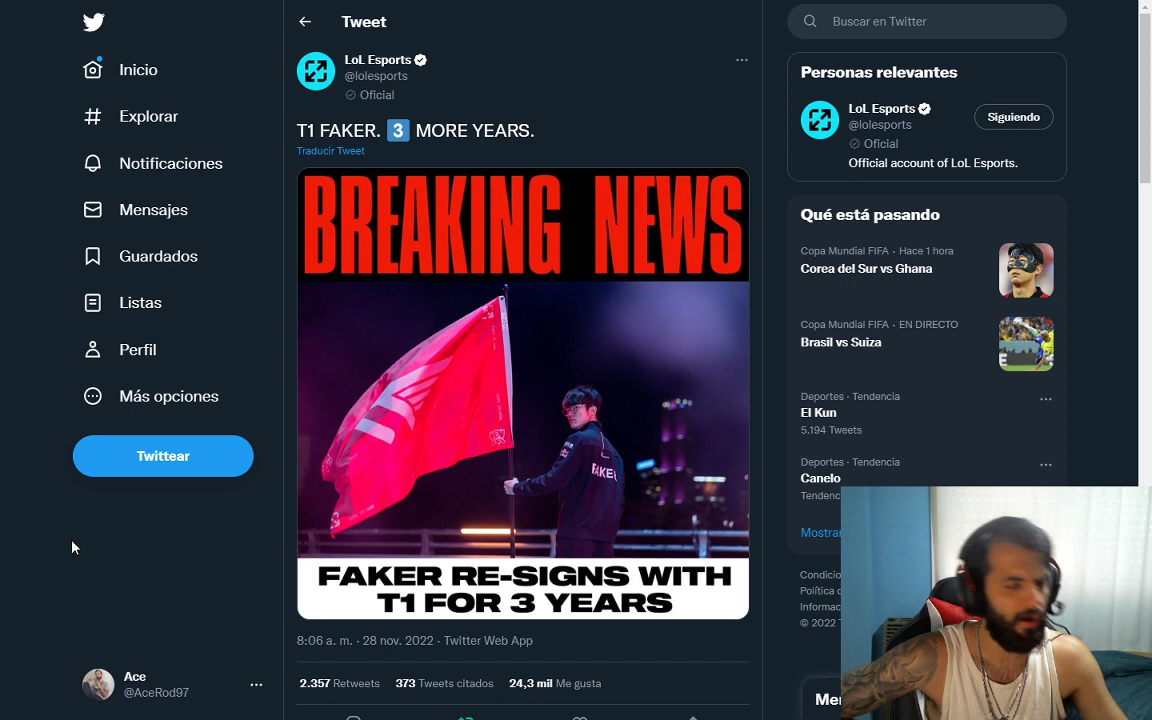 Inicio
Explorar
Notificaciones
Mensajes
Guardados
Listas
Perfil
Más opciones
Twittear
Ace
@AceRod97
Tweet
LoL Esports
@lolesports
Oficial
T1 FAKER. 3️⃣ MORE YEARS.
Traducir Tweet
BREAKING NEWS
FAKER
FAKER RE-SIGNS WITH
T1 FOR 3 YEARS
8:06 a. m. · 28 nov. 2022 · Twitter Web App
2.357 Retweets 373 Tweets citados 24,3 mil Me gusta
Buscar en Twitter
Personas relevantes
LoL Esports
@lolesports
Siguiendo
Oficial
Official account of LoL Esports.
Qué está pasando
Copa Mundial FIFA · Hace 1 hora
Corea del Sur vs Ghana
Copa Mundial FIFA · EN DIRECTO
Brasil vs Suiza
Deportes · Tendencia
El Kun
5.194 Tweets
Deportes · Tendencia
Canelo
Tendenc
Mostrar
Condicio
Política d
Informac
© 2022
Men